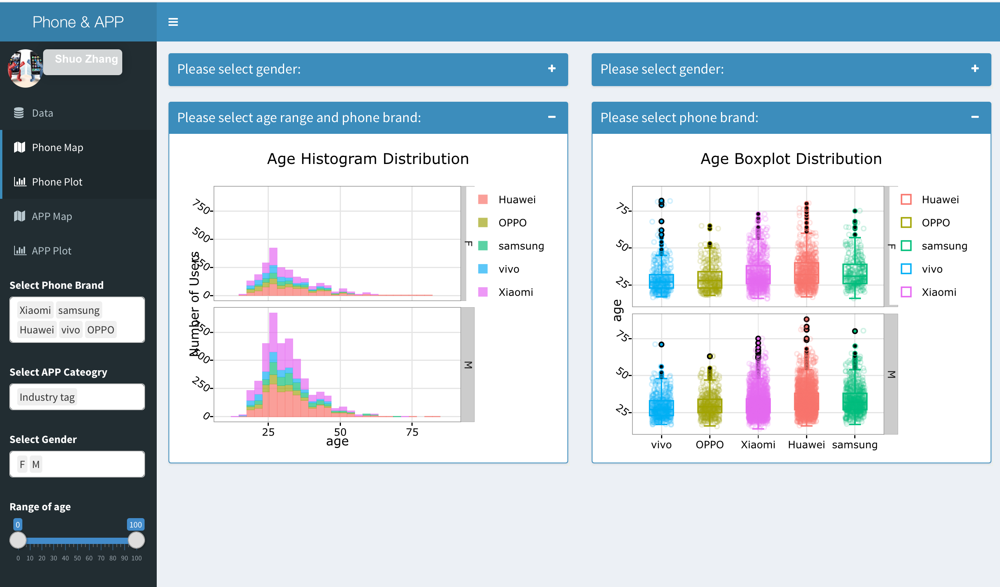 Phone & APP
Shuo Zhang
Data
Phone Map
Phone Plot
APP Map
APP Plot
Select Phone Brand
Xiaomi samsung
Huawei vivo OPPO
Select APP Cateogry
Industry tag
Select Gender
F M
Range of age
0 100
0 10 20 30 40 50 60 70 80 90 100
Please select gender:
Please select age range and phone brand:
Age Histogram Distribution
Number of Users
750
500
250
0
F
750
500
250
0
M
25 50 75
age
Huawei
OPPO
samsung
vivo
Xiaomi
Please select gender:
Please select phone brand:
Age Boxplot Distribution
age
75
50
25
F
75
50
25
M
vivo OPPO Xiaomi Huawei samsung
Huawei
OPPO
samsung
vivo
Xiaomi